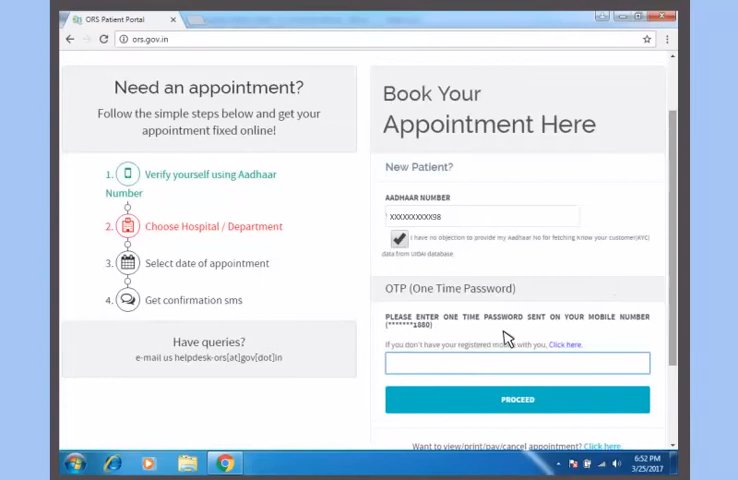 ORS Patient Portal
ors.gov.in
Need an appointment?
Follow the simple steps below and get your
appointment fixed online!
1. Verify yourself using Aadhaar
Number
2. Choose Hospital / Department
3. Select date of appointment
4. Get confirmation sms
Have queries?
e-mail us helpdesk-ors[at]gov[dot]in
Book Your
Appointment Here
New Patient?
AADHAAR NUMBER
XXXXXXXXXX98
I have no objection to provide my Aadhaar No for fetching Know your customer(KYC)
data from UIDAI database.
OTP (One Time Password)
PLEASE ENTER ONE TIME PASSWORD SENT ON YOUR MOBILE NUMBER
(*******1880)
If you don't have your registered mobile with you, Click here.
PROCEED
Want to view/print/pay/cancel appointment? Click here.
6:52 PM
3/25/2017